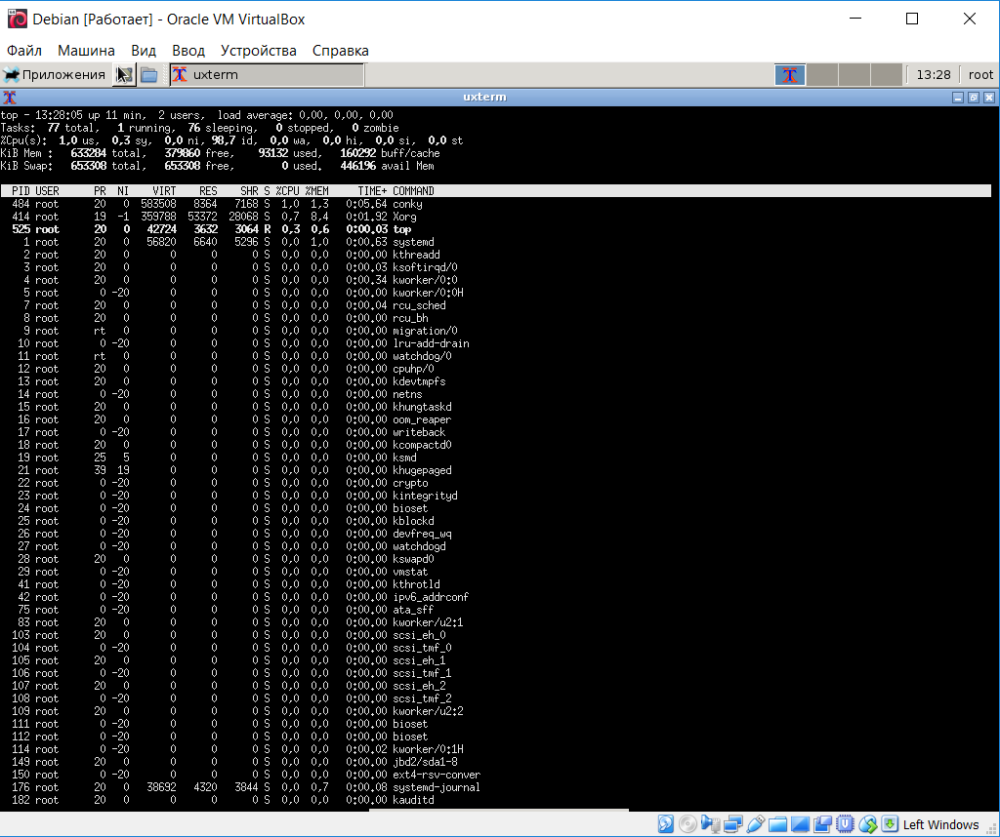 Debian [Работает] - Oracle VM VirtualBox
Файл Машина Вид Ввод Устройства Справка
Приложения uxterm 13:28 root
uxterm
top - 13:28:05 up 11 min, 2 users, load average: 0,00, 0,00, 0,00
Tasks: 77 total, 1 running, 76 sleeping, 0 stopped, 0 zombie
%Cpu(s): 1,0 us, 0,3 sy, 0,0 ni, 98,7 id, 0,0 wa, 0,0 hi, 0,0 si, 0,0 st
KiB Mem : 633284 total, 379860 free, 93132 used, 160292 buff/cache
KiB Swap: 653308 total, 653308 free, 0 used. 446196 avail Mem
PID USER PR NI VIRT RES SHR S %CPU %MEM TIME+ COMMAND
484 root 20 0 583508 8364 7168 S 1,0 1,3 0:05.64 conky
414 root 19 -1 359788 53372 28068 S 0,7 8,4 0:01.92 Xorg
525 root 20 0 42724 3632 3064 R 0,3 0,6 0:00.03 top
1 root 20 0 56820 6640 5296 S 0,0 1,0 0:00.63 systemd
2 root 20 0 0 0 0 S 0,0 0,0 0:00.00 kthreadd
3 root 20 0 0 0 0 S 0,0 0,0 0:00.03 ksoftirqd/0
4 root 20 0 0 0 0 S 0,0 0,0 0:00.34 kworker/0:0
5 root 0 -20 0 0 0 S 0,0 0,0 0:00.00 kworker/0:0H
7 root 20 0 0 0 0 S 0,0 0,0 0:00.04 rcu_sched
8 root 20 0 0 0 0 S 0,0 0,0 0:00.00 rcu_bh
9 root rt 0 0 0 0 S 0,0 0,0 0:00.00 migration/0
10 root 0 -20 0 0 0 S 0,0 0,0 0:00.00 lru-add-drain
11 root rt 0 0 0 0 S 0,0 0,0 0:00.00 watchdog/0
12 root 20 0 0 0 0 S 0,0 0,0 0:00.00 cpuhp/0
13 root 20 0 0 0 0 S 0,0 0,0 0:00.00 kdevtmpfs
14 root 0 -20 0 0 0 S 0,0 0,0 0:00.00 netns
15 root 20 0 0 0 0 S 0,0 0,0 0:00.00 khungtaskd
16 root 20 0 0 0 0 S 0,0 0,0 0:00.00 oom_reaper
17 root 0 -20 0 0 0 S 0,0 0,0 0:00.00 writeback
18 root 20 0 0 0 0 S 0,0 0,0 0:00.00 kcompactd0
19 root 25 5 0 0 0 S 0,0 0,0 0:00.00 ksmd
21 root 39 19 0 0 0 S 0,0 0,0 0:00.00 khugepaged
22 root 0 -20 0 0 0 S 0,0 0,0 0:00.00 crypto
23 root 0 -20 0 0 0 S 0,0 0,0 0:00.00 kintegrityd
24 root 0 -20 0 0 0 S 0,0 0,0 0:00.00 bioset
25 root 0 -20 0 0 0 S 0,0 0,0 0:00.00 kblockd
26 root 0 -20 0 0 0 S 0,0 0,0 0:00.00 devfreq_wq
27 root 0 -20 0 0 0 S 0,0 0,0 0:00.00 watchdogd
28 root 20 0 0 0 0 S 0,0 0,0 0:00.00 kswapd0
29 root 0 -20 0 0 0 S 0,0 0,0 0:00.00 vmstat
41 root 0 -20 0 0 0 S 0,0 0,0 0:00.00 kthrotld
42 root 0 -20 0 0 0 S 0,0 0,0 0:00.00 ipv6_addrconf
75 root 0 -20 0 0 0 S 0,0 0,0 0:00.00 ata_sff
83 root 20 0 0 0 0 S 0,0 0,0 0:00.00 kworker/u2:1
103 root 20 0 0 0 0 S 0,0 0,0 0:00.00 scsi_eh_0
104 root 0 -20 0 0 0 S 0,0 0,0 0:00.00 scsi_tmf_0
105 root 20 0 0 0 0 S 0,0 0,0 0:00.00 scsi_eh_1
106 root 0 -20 0 0 0 S 0,0 0,0 0:00.00 scsi_tmf_1
107 root 20 0 0 0 0 S 0,0 0,0 0:00.00 scsi_eh_2
108 root 0 -20 0 0 0 S 0,0 0,0 0:00.00 scsi_tmf_2
109 root 20 0 0 0 0 S 0,0 0,0 0:00.00 kworker/u2:2
111 root 0 -20 0 0 0 S 0,0 0,0 0:00.00 bioset
112 root 0 -20 0 0 0 S 0,0 0,0 0:00.00 bioset
114 root 0 -20 0 0 0 S 0,0 0,0 0:00.02 kworker/0:1H
149 root 20 0 0 0 0 S 0,0 0,0 0:00.00 jbd2/sda1-8
150 root 0 -20 0 0 0 S 0,0 0,0 0:00.00 ext4-rsv-conver
176 root 20 0 38692 4320 3844 S 0,0 0,7 0:00.08 systemd-journal
182 root 20 0 0 0 0 S 0,0 0,0 0:00.00 kauditd
Left Windows